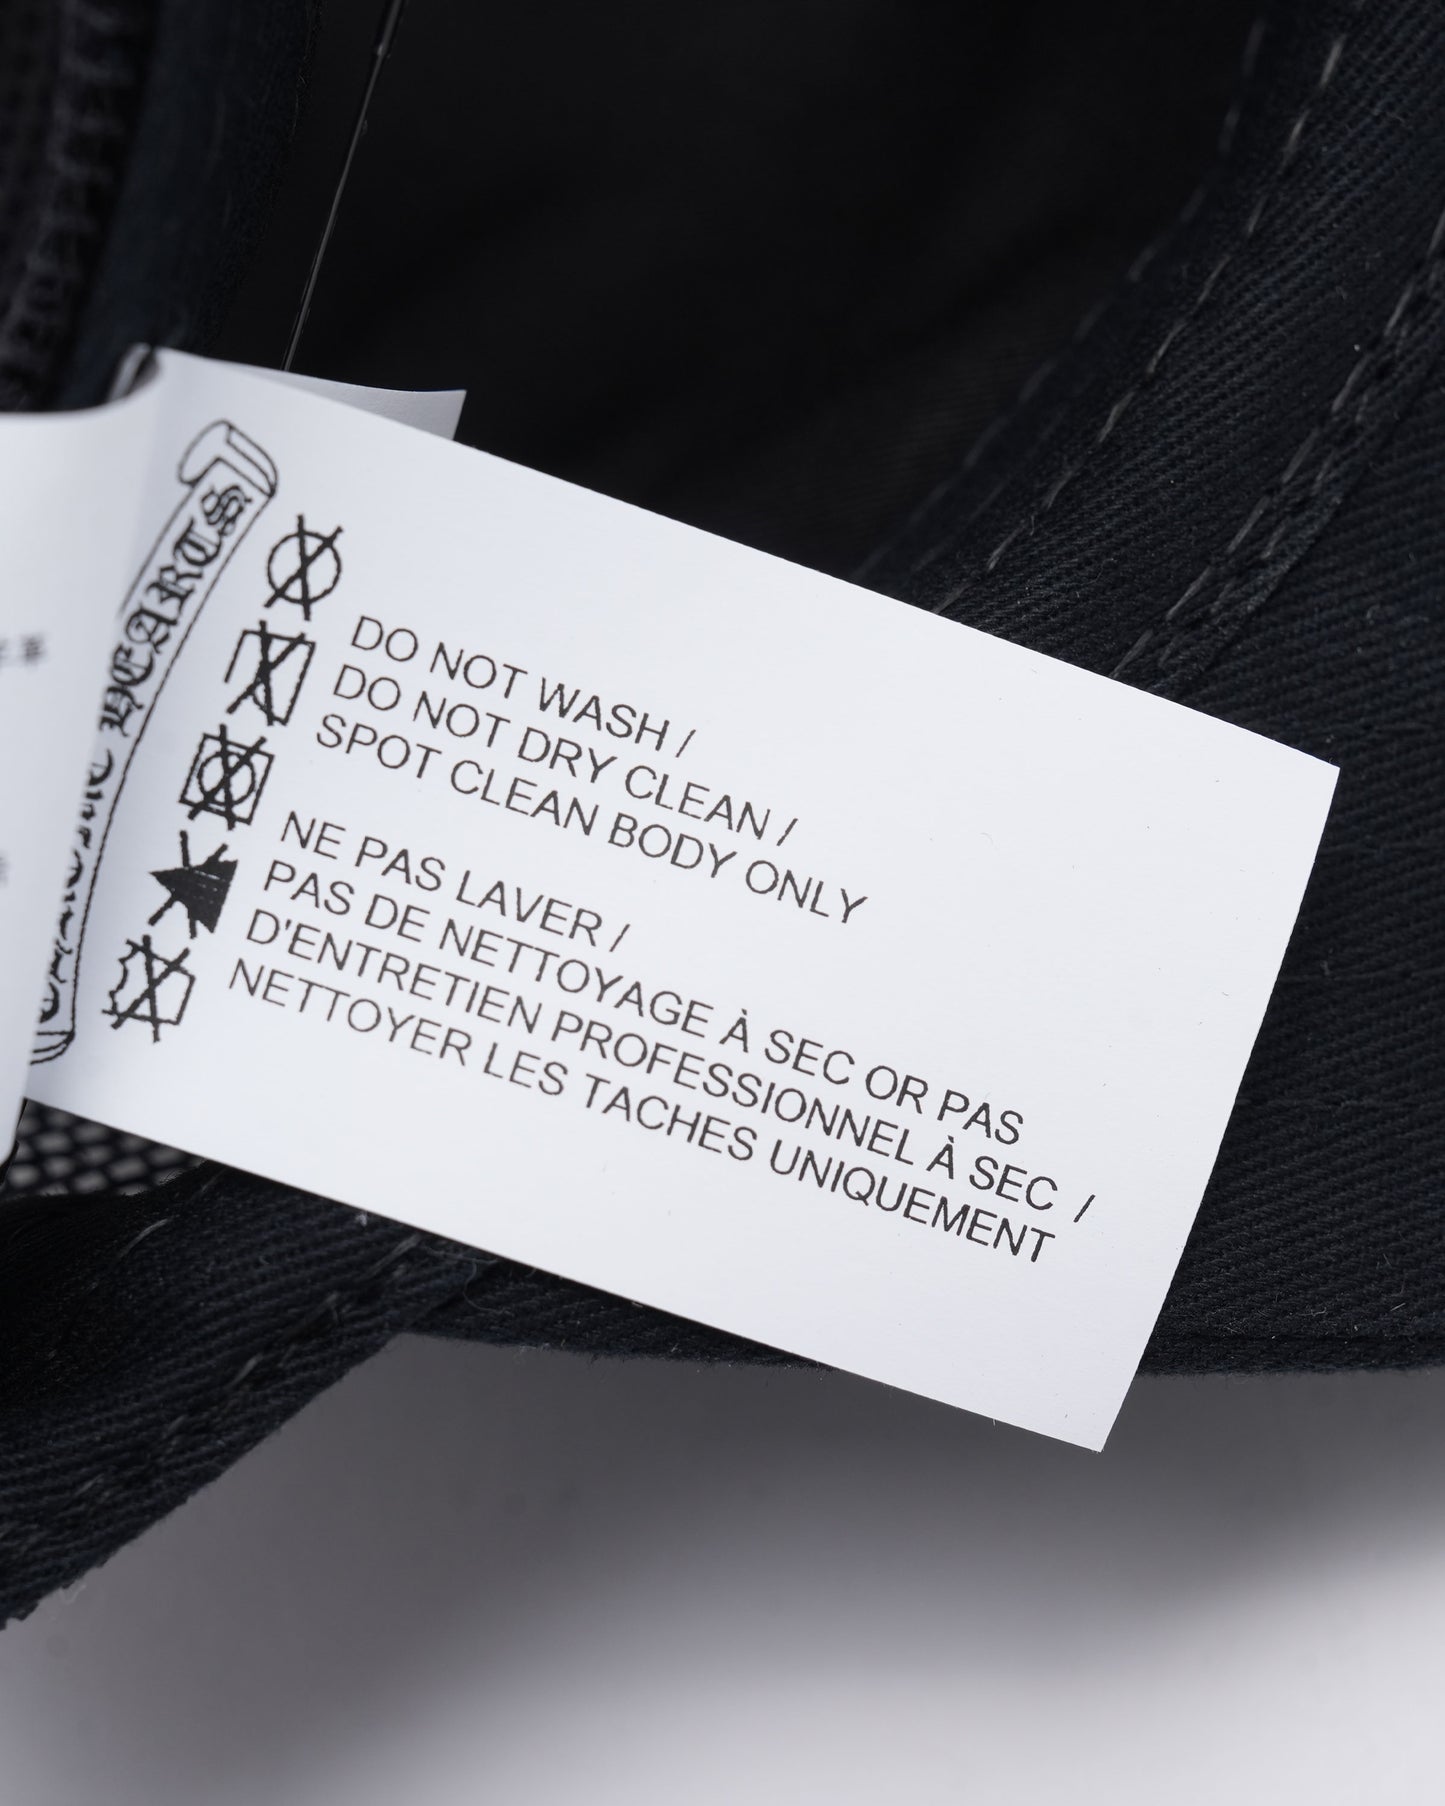 HEARTS
DO NOT WASH /
DO NOT DRY CLEAN /
SPOT CLEAN BODY ONLY
NE PAS LAVER /
PAS DE NETTOYAGE À SEC OR PAS
D'ENTRETIEN PROFESSIONNEL À SEC /
NETTOYER LES TACHES UNIQUEMENT